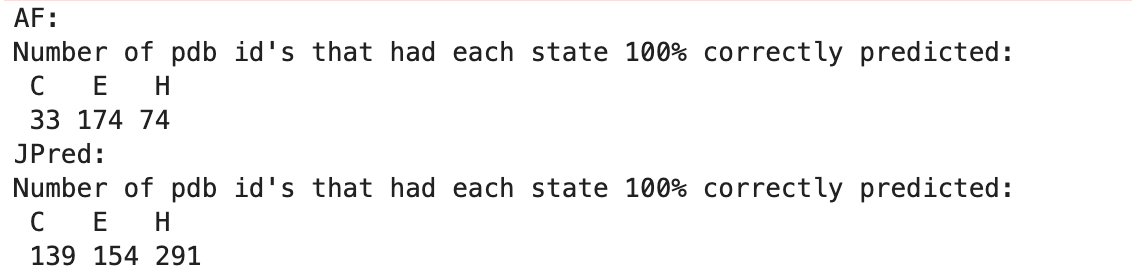 AF:
Number of pdb id's that had each state 100% correctly predicted:
C E H
33 174 74
JPred:
Number of pdb id's that had each state 100% correctly predicted:
C E H
139 154 291